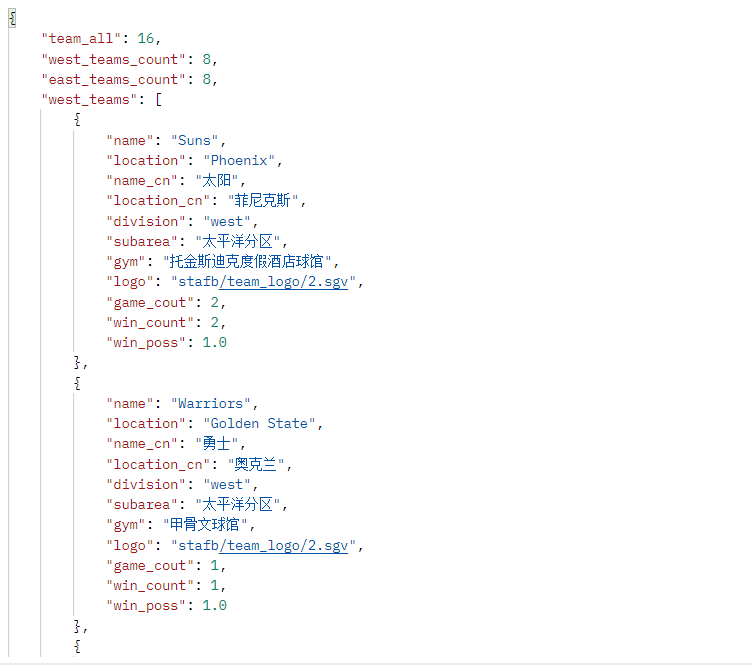 {
"team_all": 16,
"west_teams_count": 8,
"east_teams_count": 8,
"west_teams": [
{
"name": "Suns",
"location": "Phoenix",
"name_cn": "太阳",
"location_cn": "菲尼克斯",
"division": "west",
"subarea": "太平洋分区",
"gym": "托金斯迪克度假酒店球馆",
"logo": "stafb/team_logo/2.sgv",
"game_cout": 2,
"win_count": 2,
"win_poss": 1.0
},
{
"name": "Warriors",
"location": "Golden State",
"name_cn": "勇士",
"location_cn": "奥克兰",
"division": "west",
"subarea": "太平洋分区",
"gym": "甲骨文球馆",
"logo": "stafb/team_logo/2.sgv",
"game_cout": 1,
"win_count": 1,
"win_poss": 1.0
},
{